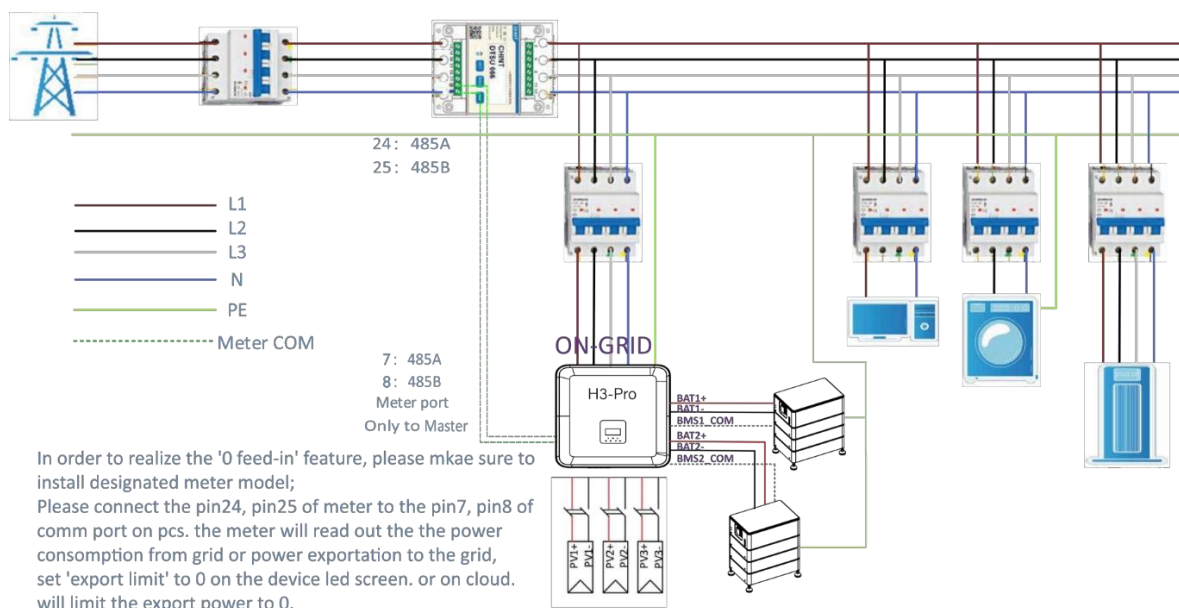 CHINT
DTSU 666
24: 485A
25: 485B
L1
L2
L3
N
PE
Meter COM
7: 485A
8: 485B
Meter port
Only to Master
ON-GRID
H3-Pro
BAT1+
BAT1-
BMS1_COM
BAT2+
BAT2-
BMS2_COM
PV1+
PV1-
PV2+
PV2-
PV3+
PV3-
In order to realize the '0 feed-in' feature, please mkae sure to
install designated meter model;
Please connect the pin24, pin25 of meter to the pin7, pin8 of
comm port on pcs. the meter will read out the the power
consomption from grid or power exportation to the grid,
set 'export limit' to 0 on the device led screen. or on cloud.
will limit the export power to 0.